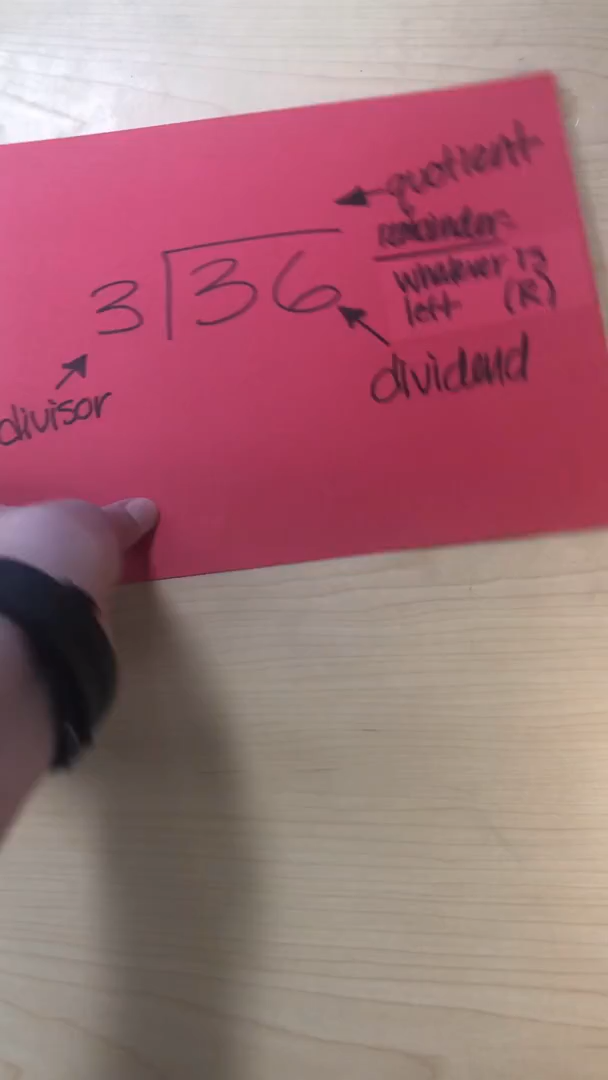 quotient
remainder:
whatever is
left (R)
3 36
dividend
divisor